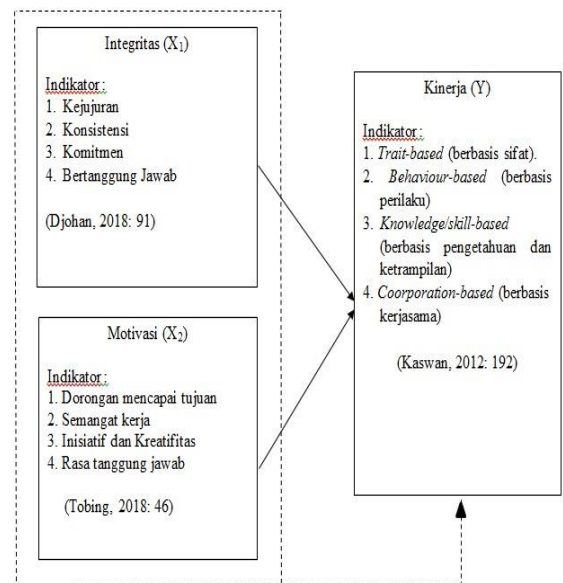 Integritas (X₁)
Indikator :
1. Kejujuran
2. Konsistensi
3. Komitmen
4. Bertanggung Jawab
(Djohan, 2018: 91)
Motivasi (X₂)
Indikator :
1. Dorongan mencapai tujuan
2. Semangat kerja
3. Inisiatif dan Kreatifitas
4. Rasa tanggung jawab
(Tobing, 2018: 46)
Kinerja (Y)
Indikator :
1. Trait-based (berbasis sifat).
2. Behaviour-based (berbasis
perilaku)
3. Knowledge/skill-based
(berbasis pengetahuan dan
ketrampilan)
4. Coorporation-based (berbasis
kerjasama)
(Kaswan, 2012: 192)